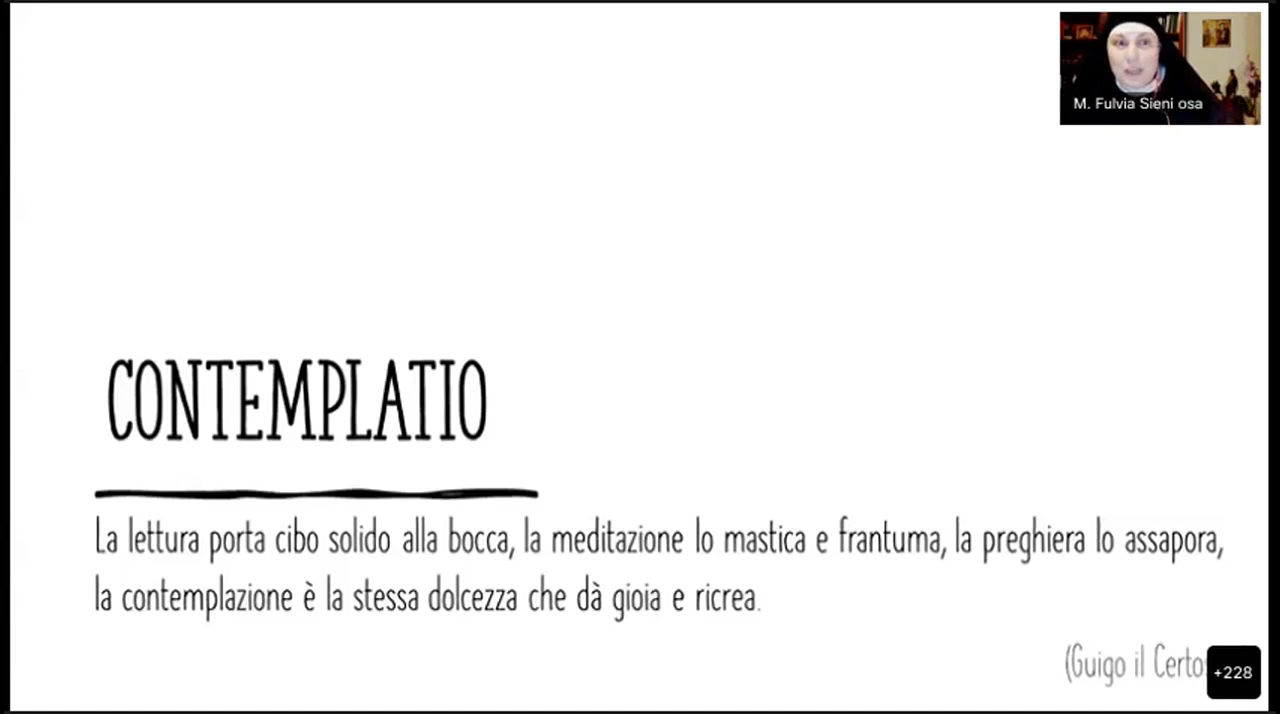 M. Fulvia Sieni osa
CONTEMPLATIO
La lettura porta cibo solido alla bocca, la meditazione lo mastica e frantuma, la preghiera lo assapora,
la contemplazione è la stessa dolcezza che dà gioia e ricrea.
(Guigo il
+228